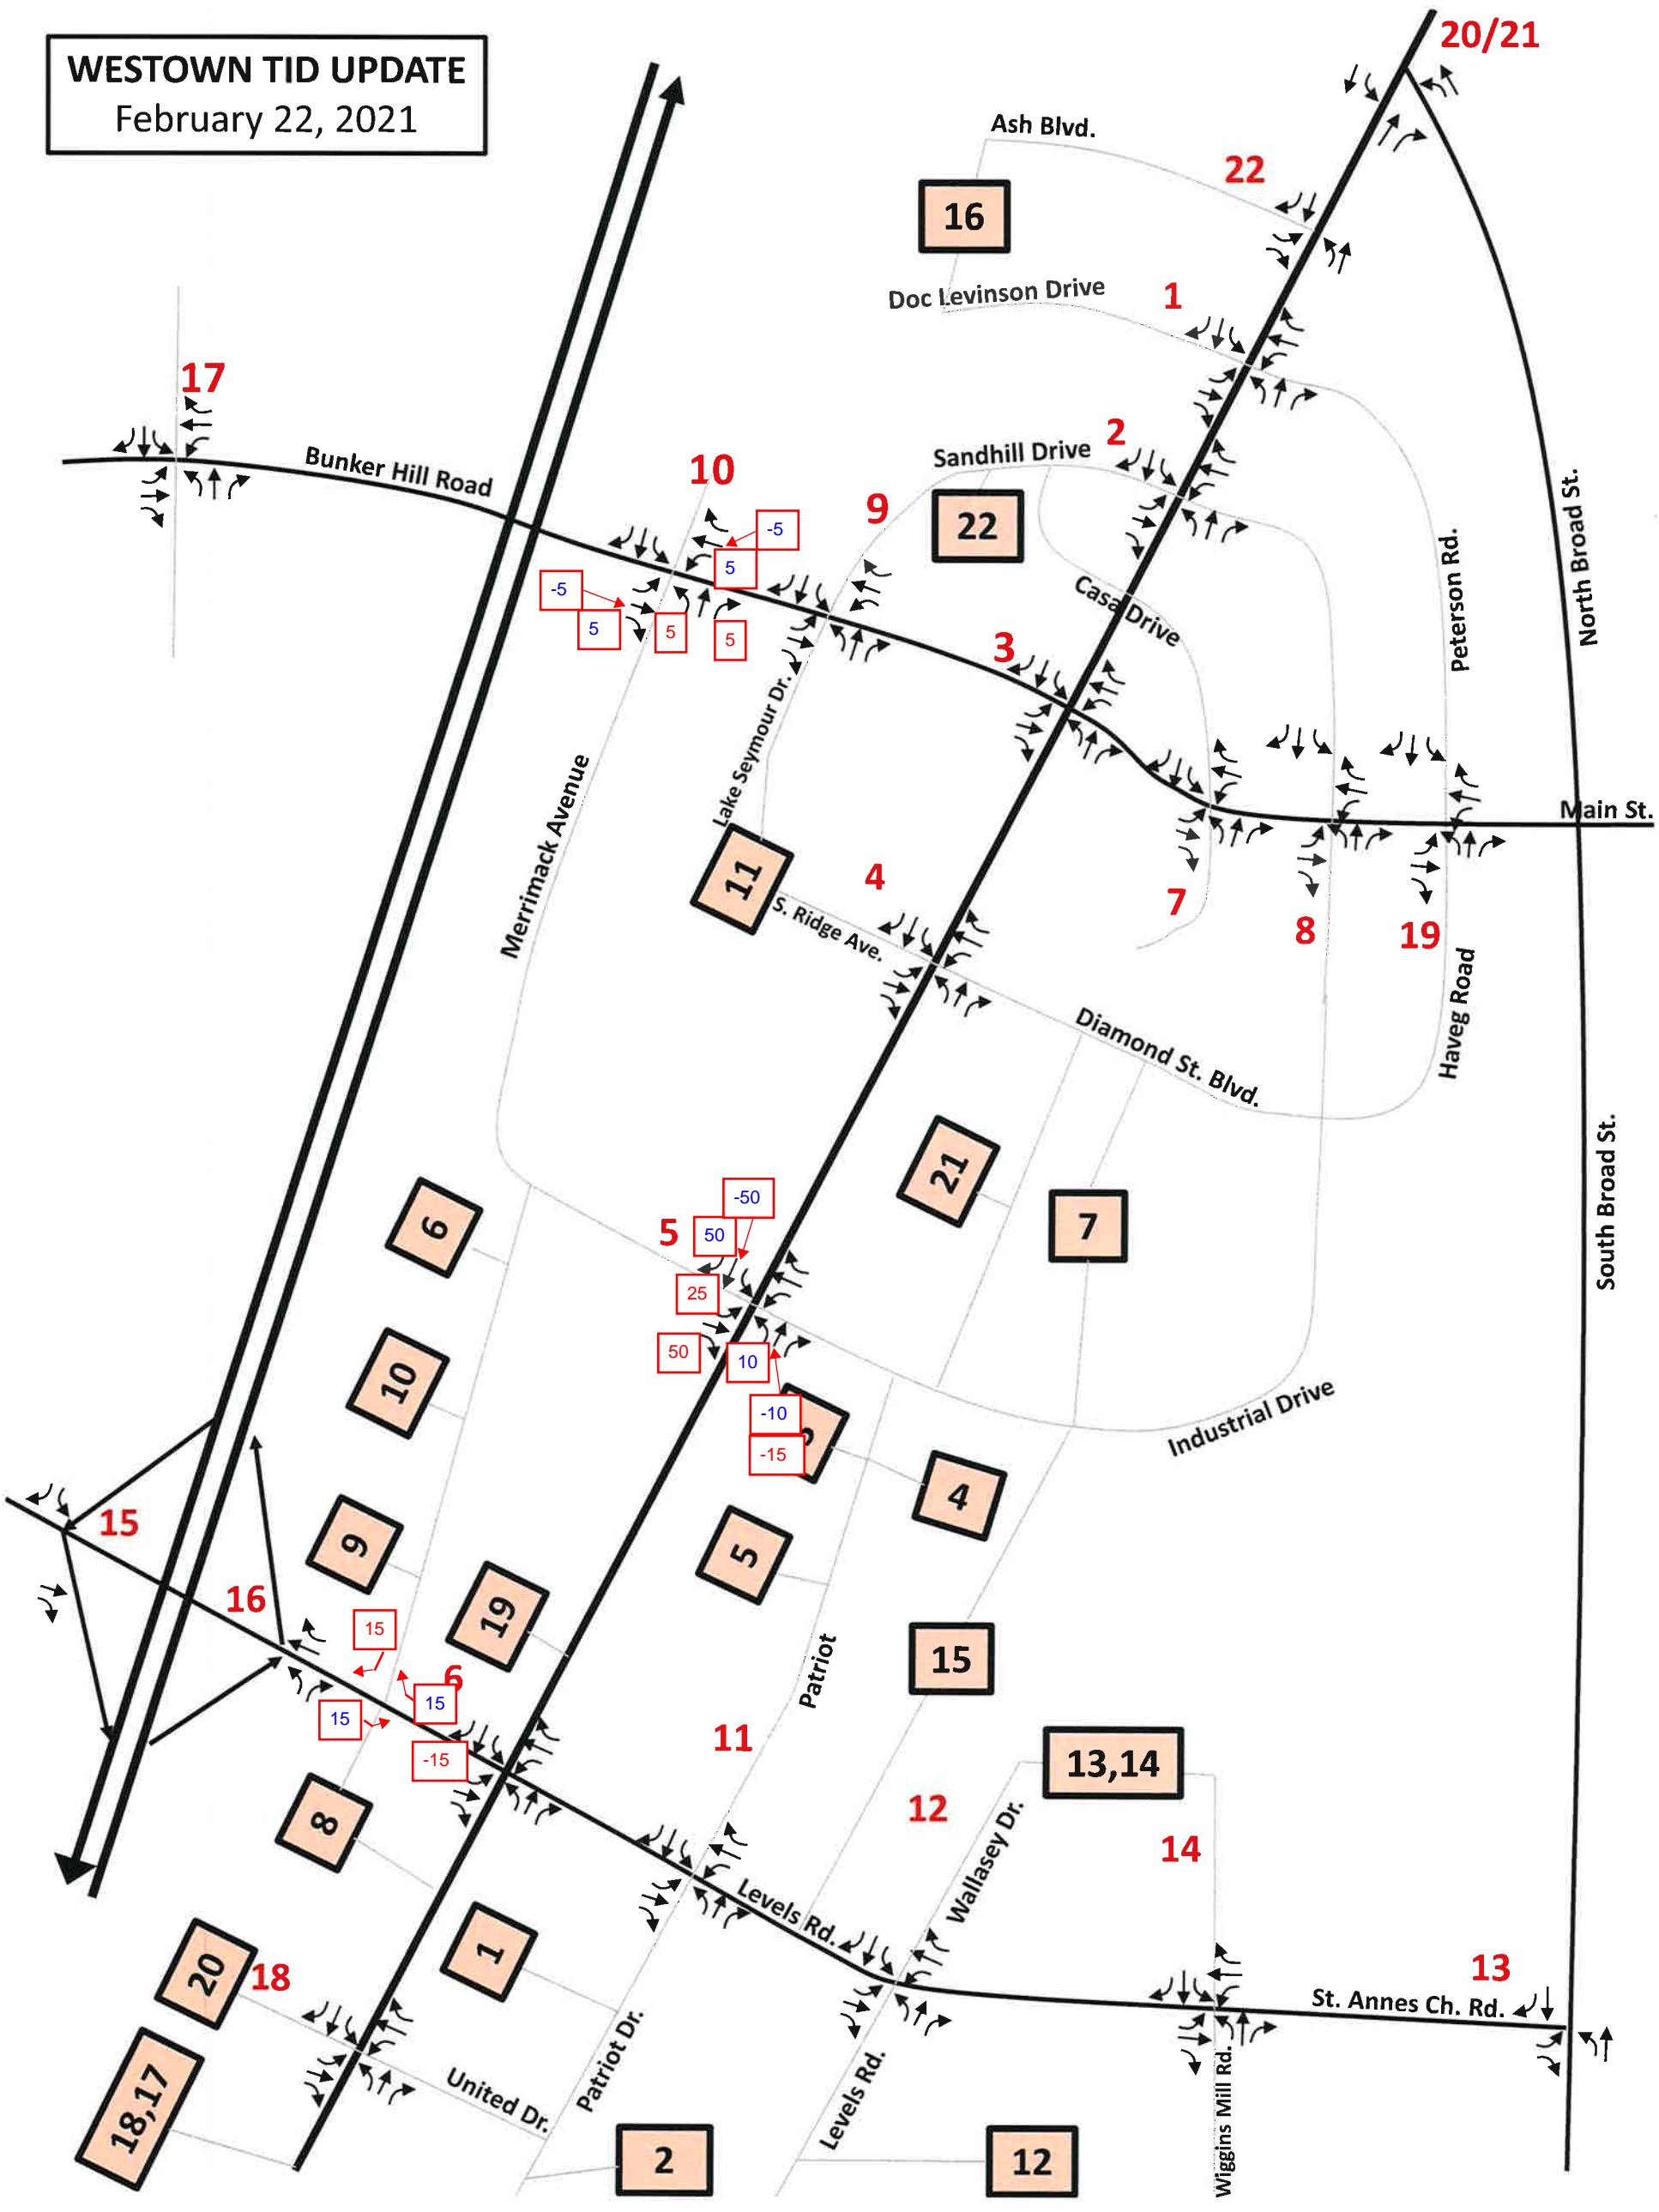 WESTOWN TID UPDATE
February 22, 2021
20/21
Ash Blvd.
22
16
Doc Levinson Drive
1
17
Bunker Hill Road
10
Sandhill Drive
2
9
22
-5
5
-5
5
5
5
Casa Drive
3
Peterson Rd.
North Broad St.
Lake Seymour Dr.
Merrimack Avenue
Main St.
11
4
S. Ridge Ave.
7
8
19
Haveg Road
Diamond St. Blvd.
South Broad St.
21
7
6
-50
5
50
25
50
10
-10
-15
10
Industrial Drive
4
15
9
5
16
19
15
15
6
15
15
-15
Patriot
11
13,14
8
12
Wallasey Dr.
14
Levels Rd.
1
20
18
13
St. Annes Ch. Rd.
18,17
United Dr.
Patriot Dr.
Levels Rd.
Wiggins Mill Rd.
2
12